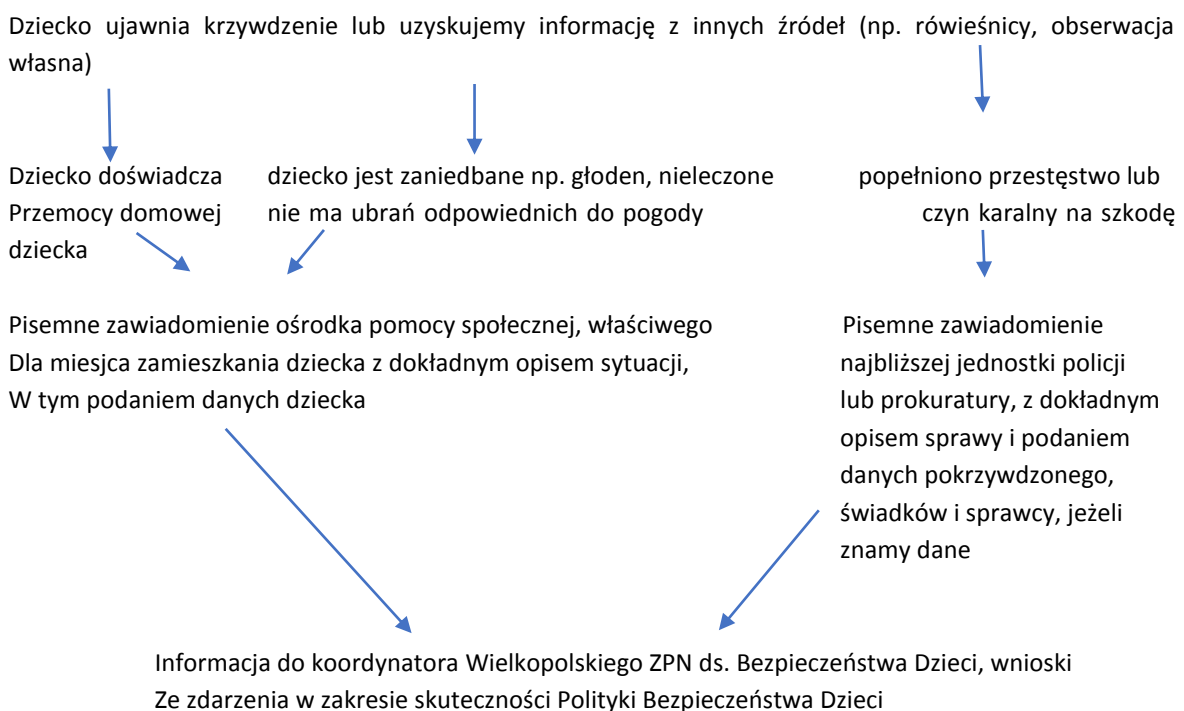 Dziecko ujawnia krzywdzenie lub uzyskujemy informację z innych źródeł (np. rówieśnicy, obserwacja
własna)
Dziecko doświadcza
Przemocy domowej
dziecka
dziecko jest zaniedbane np. głoden, nieleczone
nie ma ubrań odpowiednich do pogody
popełniono przestęstwo lub
czyn karalny na szkodę
Pisemne zawiadomienie ośrodka pomocy społecznej, właściwego
Dla miesjca zamieszkania dziecka z dokładnym opisem sytuacji,
W tym podaniem danych dziecka
Pisemne zawiadomienie
najbliższej jednostki policji
lub prokuratury, z dokładnym
opisem sprawy i podaniem
danych pokrzywdzonego,
świadków i sprawcy, jeżeli
znamy dane
Informacja do koordynatora Wielkopolskiego ZPN ds. Bezpieczeństwa Dzieci, wnioski
Ze zdarzenia w zakresie skuteczności Polityki Bezpieczeństwa Dzieci